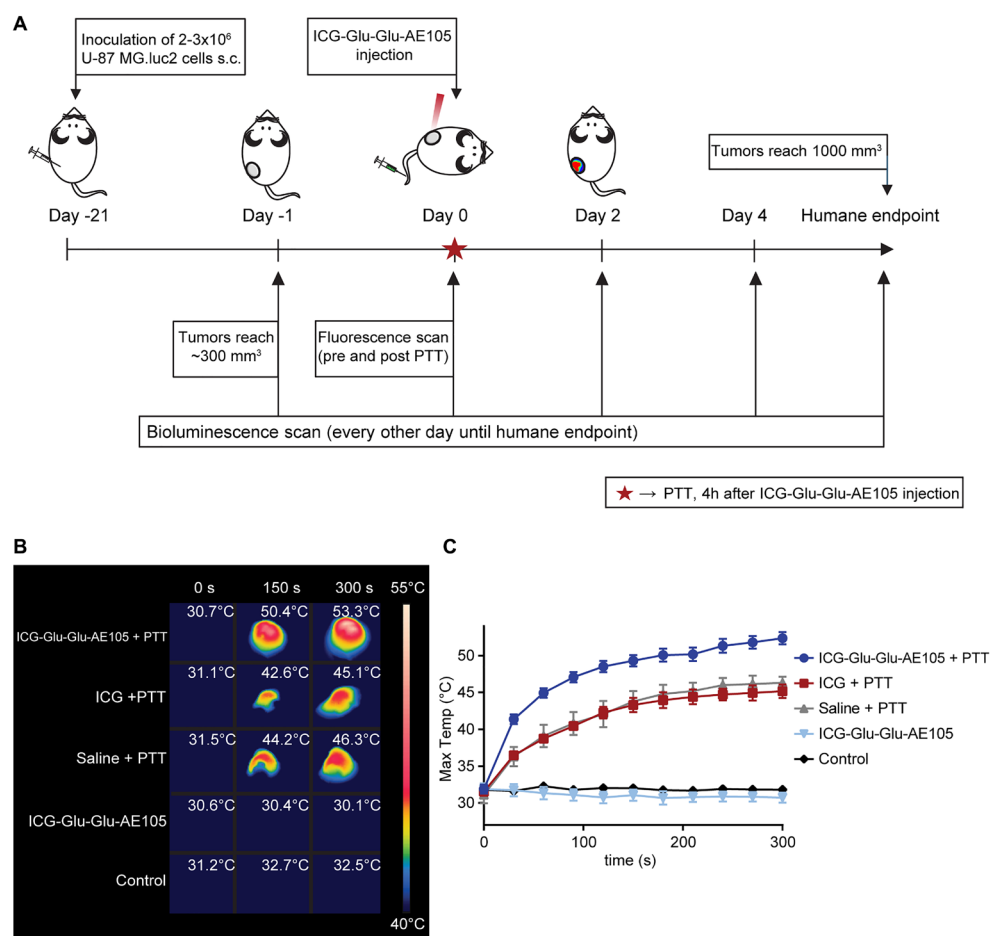 A
Inoculation of 2-3x10⁶
U-87 MG.luc2 cells s.c.
ICG-Glu-Glu-AE105
injection
Tumors reach 1000 mm³
Day -21
Day -1
Day 0
Day 2
Day 4
Humane endpoint
Tumors reach
~300 mm³
Fluorescence scan
(pre and post PTT)
Bioluminescence scan (every other day until humane endpoint)
★ → PTT, 4h after ICG-Glu-Glu-AE105 injection
B
0 s 150 s 300 s 55°C
ICG-Glu-Glu-AE105 + PTT 30.7°C 50.4°C 53.3°C
ICG +PTT 31.1°C 42.6°C 45.1°C
Saline + PTT 31.5°C 44.2°C 46.3°C
ICG-Glu-Glu-AE105 30.6°C 30.4°C 30.1°C
Control 31.2°C 32.7°C 32.5°C
40°C
C
Max Temp (°C)
50
45
40
35
30
0 100 200 300
time (s)
ICG-Glu-Glu-AE105 + PTT
ICG + PTT
Saline + PTT
ICG-Glu-Glu-AE105
Control